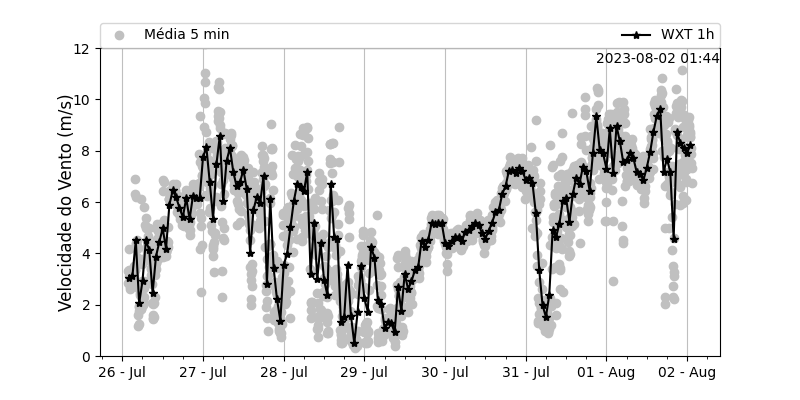 Média 5 min
WXT 1h
2023-08-02 01:44
Velocidade do Vento (m/s)
12
10
8
6
4
2
0
26 - Jul
27 - Jul
28 - Jul
29 - Jul
30 - Jul
31 - Jul
01 - Aug
02 - Aug